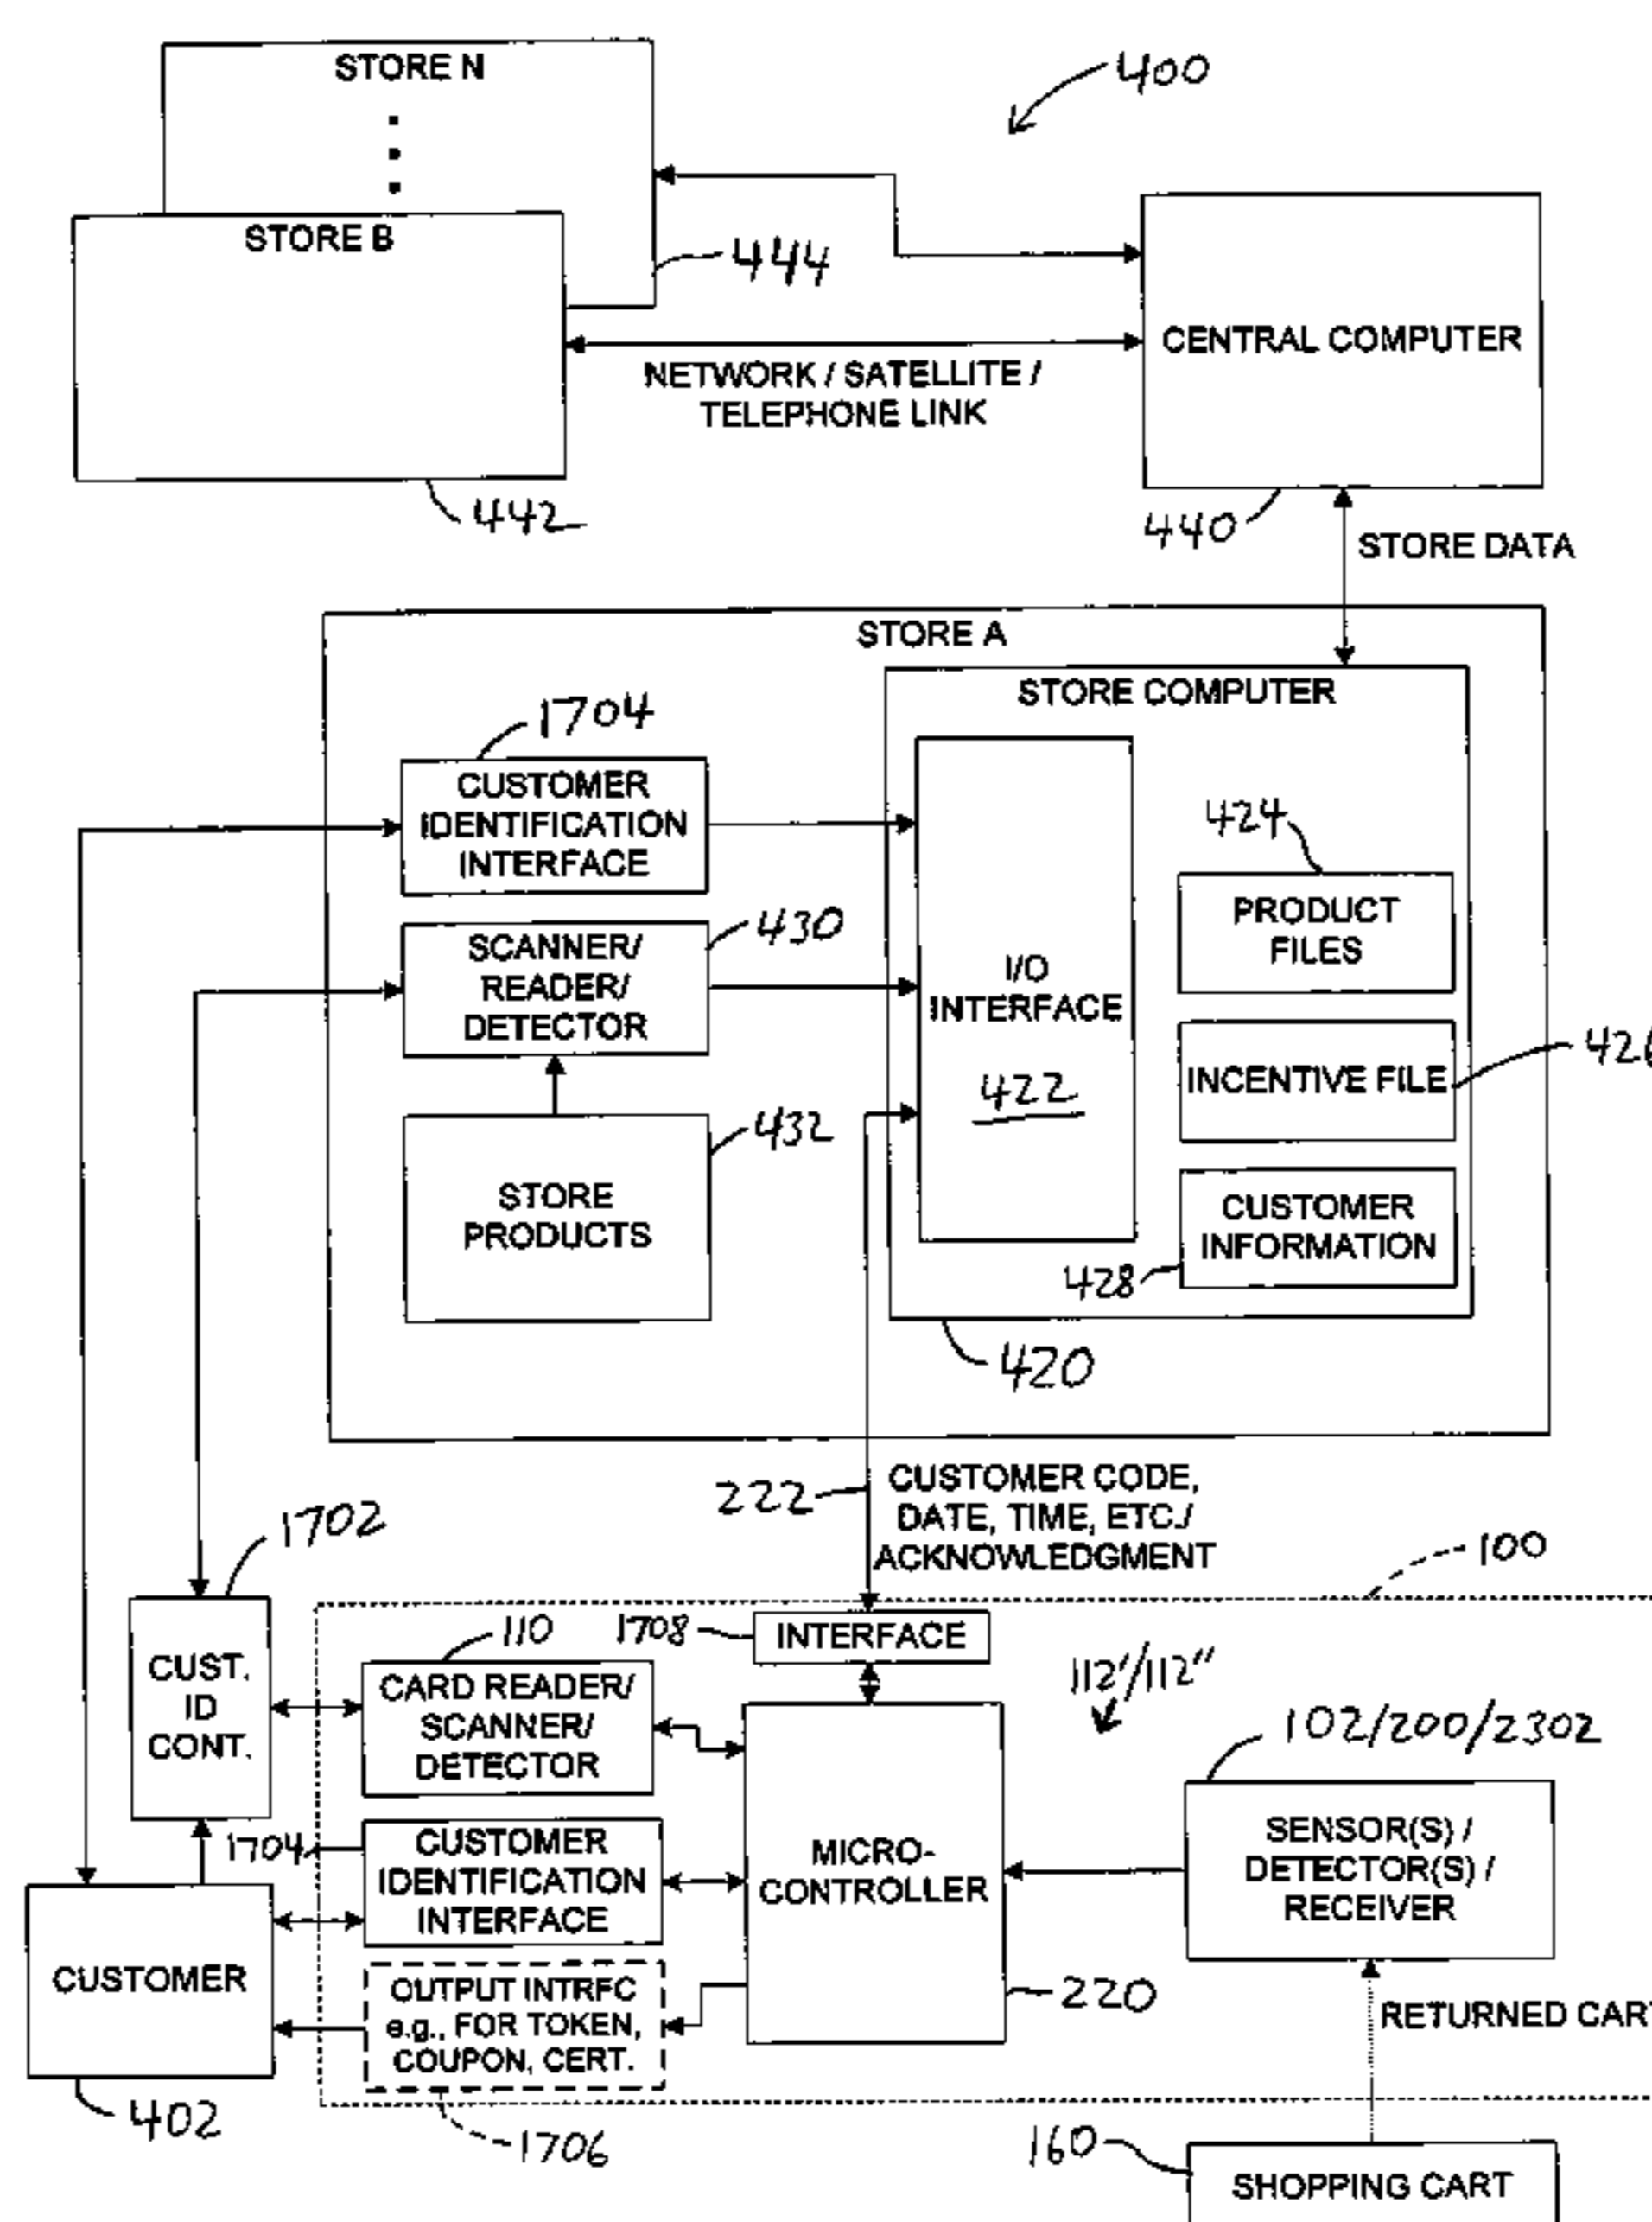 STORE N
400
STORE B
444
CENTRAL COMPUTER
NETWORK / SATELLITE /
TELEPHONE LINK
442
440
STORE DATA
STORE A
STORE COMPUTER
1704
CUSTOMER
IDENTIFICATION
INTERFACE
424
PRODUCT
FILES
430
SCANNER/
READER/
DETECTOR
I/O
INTERFACE
422
INCENTIVE FILE
432
STORE
PRODUCTS
CUSTOMER
INFORMATION
428
420
222
CUSTOMER CODE,
DATE, TIME, ETC./
ACKNOWLEDGMENT
1702
100
CUST.
ID
CONT.
110
1708
INTERFACE
112'/112"
CARD READER/
SCANNER/
DETECTOR
102/200/2302
1704
CUSTOMER
IDENTIFICATION
INTERFACE
MICRO-
CONTROLLER
SENSOR(S) /
DETECTOR(S) /
RECEIVER
CUSTOMER
OUTPUT INTRFC
e.g., FOR TOKEN,
COUPON, CERT.
220
RETURNED CART
402
1706
160
SHOPPING CART